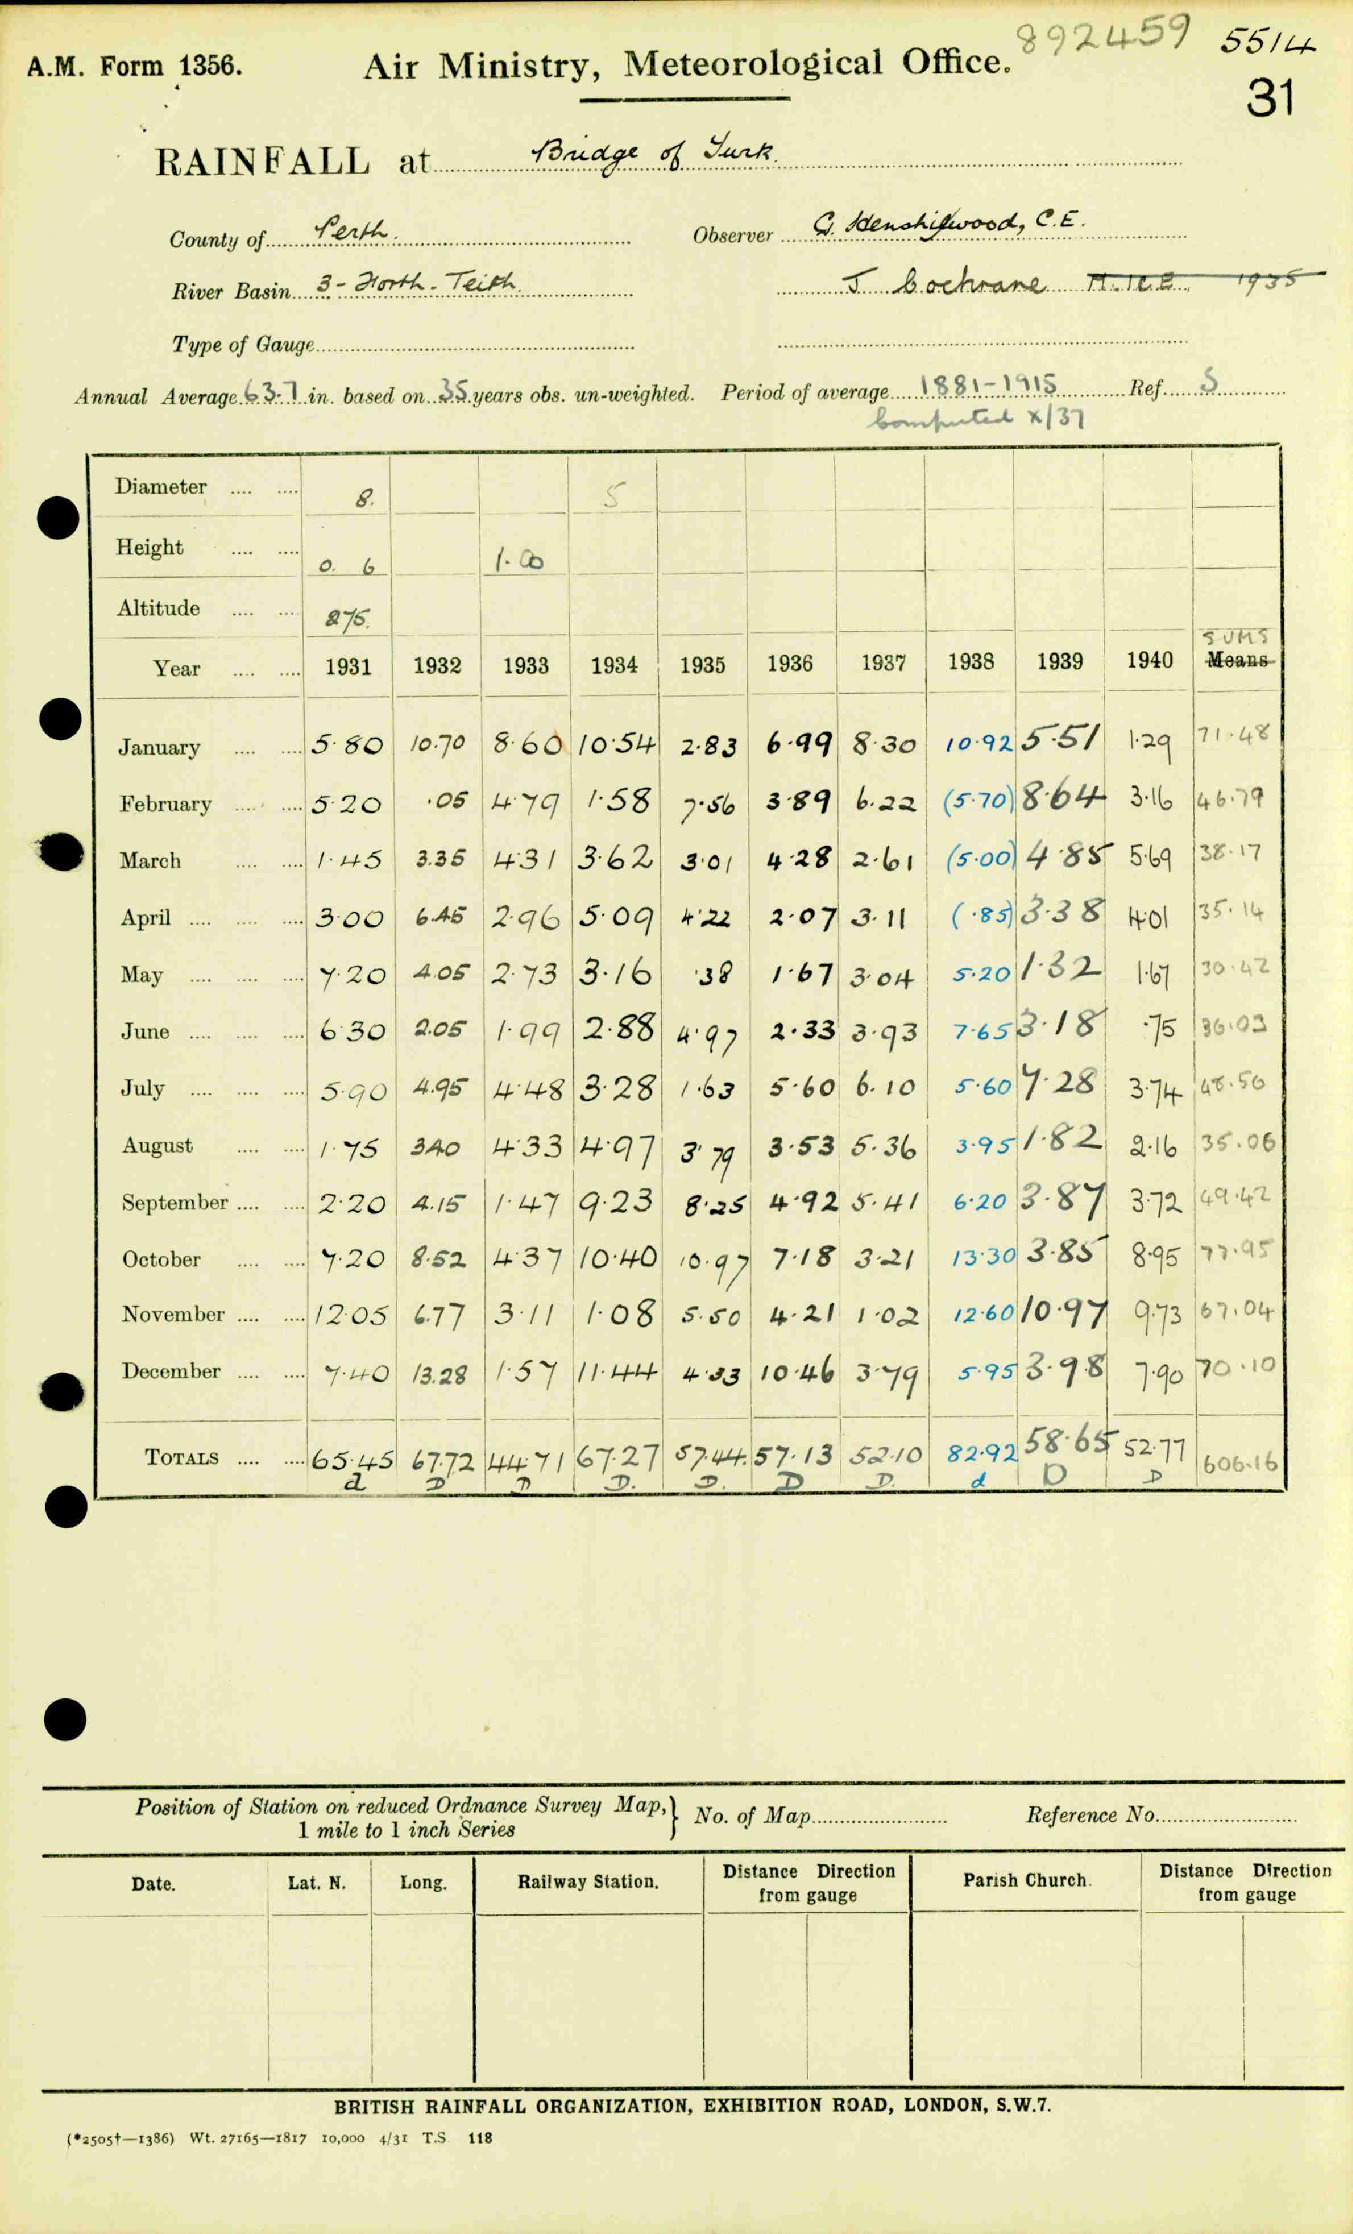 892459 5514
A.M. Form 1356. Air Ministry, Meteorological Office.
31
RAINFALL at Bridge of Turk.
County of Perth. Observer G. Henshilwood, C.E.
River Basin 3 - Forth - Teith J Cochrane 1935
Type of Gauge
Annual Average 63.7 in. based on 35 years obs. un-weighted. Period of average 1881-1915 Ref. S
Computed X/37
Diameter 8. 5
Height 0. 6 1.00
Altitude 275.
SUMS
Year 1931 1932 1933 1934 1935 1936 1937 1938 1939 1940 Means
January 5.80 10.70 8.60 10.54 2.83 6.99 8.30 10.92 5.51 1.29 71.48
February 5.20 .05 4.79 1.58 7.56 3.89 6.22 (5.70) 8.64 3.16 46.79
March 1.45 3.35 4.31 3.62 3.01 4.28 2.61 (5.00) 4.85 5.69 38.17
April 3.00 6.45 2.96 5.09 4.22 2.07 3.11 (.85) 3.38 4.01 35.14
May 7.20 4.05 2.73 3.16 .38 1.67 3.04 5.20 1.32 1.67 30.42
June 6.30 2.05 1.99 2.88 4.97 2.33 3.93 7.65 3.18 .75 36.03
July 5.90 4.95 4.48 3.28 1.63 5.60 6.10 5.60 7.28 3.74 48.56
August 1.75 3.40 4.33 4.97 3.79 3.53 5.36 3.95 1.82 2.16 35.06
September 2.20 4.15 1.47 9.23 8.25 4.92 5.41 6.20 3.87 3.72 49.42
October 7.20 8.52 4.37 10.40 10.97 7.18 3.21 13.30 3.85 8.95 77.95
November 12.05 6.77 3.11 1.08 5.50 4.21 1.02 12.60 10.97 9.73 67.04
December 7.40 13.28 1.57 11.44 4.33 10.46 3.79 5.95 3.98 7.90 70.10
TOTALS 65.45 67.72 44.71 67.27 57.44. 57.13 52.10 82.92 58.65 52.77 606.16
d D D D. D. D D. d D D
Position of Station on reduced Ordnance Survey Map, } No. of Map Reference No.
1 mile to 1 inch Series
Date. Lat. N. Long. Railway Station. Distance Direction from gauge Parish Church. Distance Direction from gauge
BRITISH RAINFALL ORGANIZATION, EXHIBITION ROAD, LONDON, S.W.7.
(*2505†—1386) Wt. 27165—1817 10,000 4/31 T.S. 118